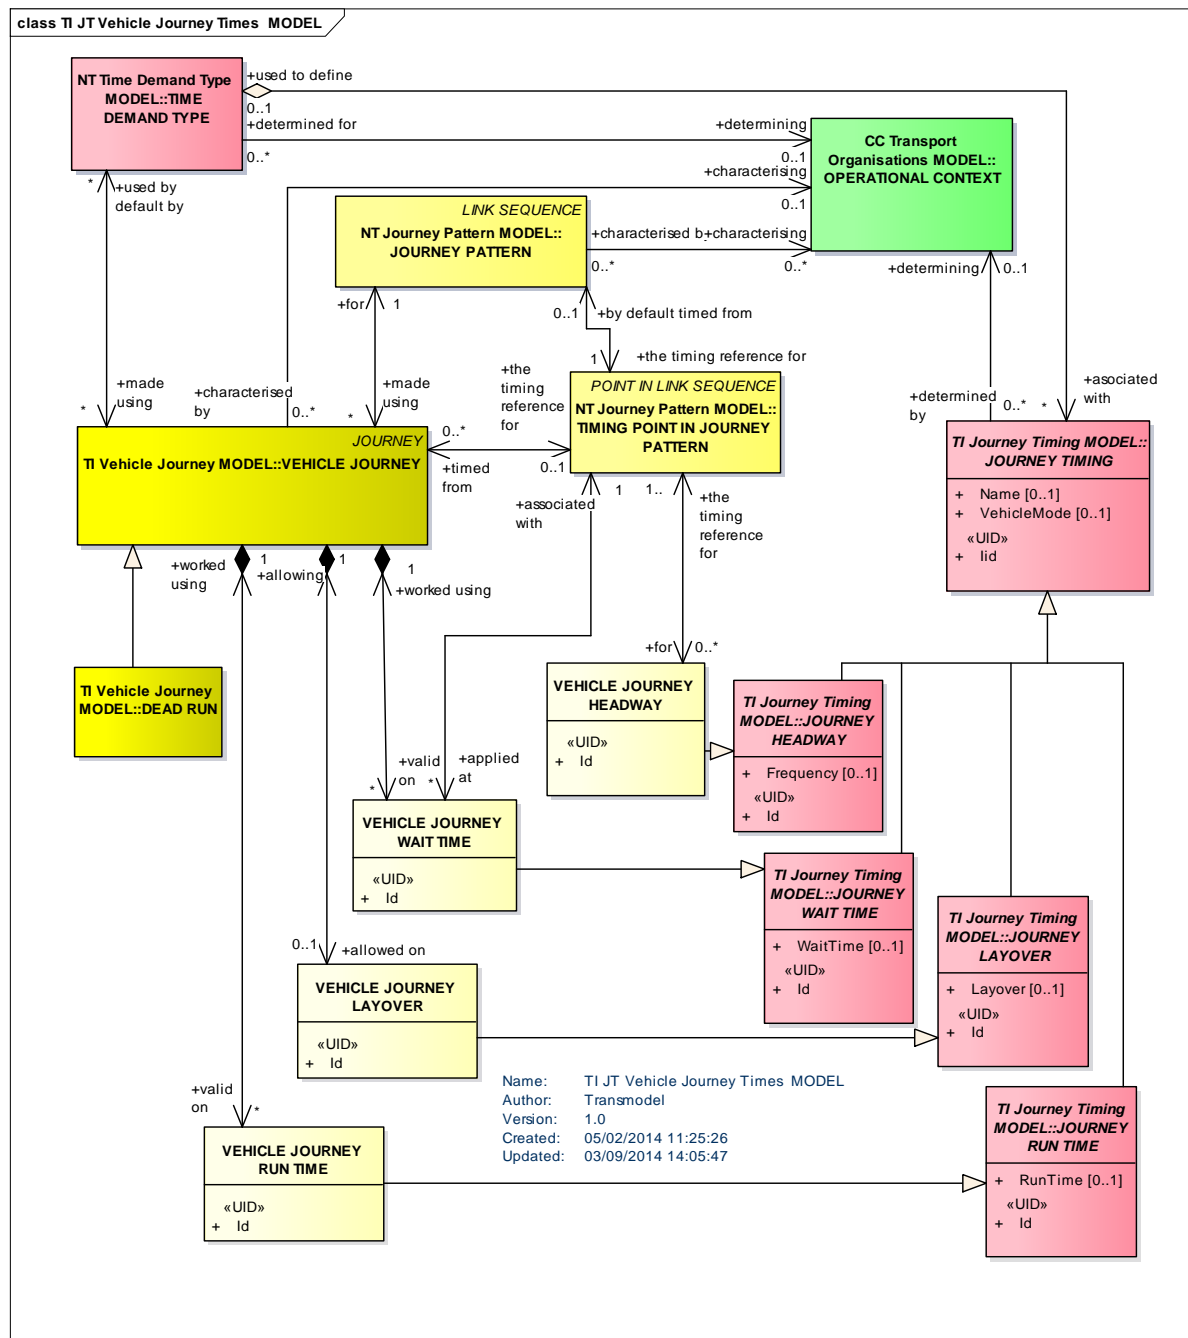 class TI JT Vehicle Journey Times MODEL
NT Time Demand Type
MODEL::TIME
DEMAND TYPE
+used to define
0..1
+determined for
0..*
+determining
0..1
+characterising
0..1
CC Transport
Organisations MODEL::
OPERATIONAL CONTEXT
*
+used by
default by
LINK SEQUENCE
NT Journey Pattern MODEL::
JOURNEY PATTERN
+characterised b
+characterising
0..*
0..*
+determining
0..1
+for
1
0..1
+by default timed from
1
+the timing reference for
+made
using
*
+characterised
by
0..*
+made
using
*
+the
timing
reference
for
POINT IN LINK SEQUENCE
NT Journey Pattern MODEL::
TIMING POINT IN JOURNEY
PATTERN
+determined
by
0..*
*
+asociated
with
JOURNEY
TI Vehicle Journey MODEL::VEHICLE JOURNEY
0..*
+timed
from
0..1
TI Journey Timing MODEL::
JOURNEY TIMING
+ Name [0..1]
+ VehicleMode [0..1]
«UID»
+ Iid
+associated
with
1
1..
+the
timing
reference
for
+worked
using
1
+allowing
1
1
+worked using
+for
0..*
TI Vehicle Journey
MODEL::DEAD RUN
VEHICLE JOURNEY
HEADWAY
«UID»
+ Id
TI Journey Timing
MODEL::JOURNEY
HEADWAY
+ Frequency [0..1]
«UID»
+ Id
+valid
on
*
+applied
at
*
VEHICLE JOURNEY
WAIT TIME
«UID»
+ Id
TI Journey Timing
MODEL::JOURNEY
WAIT TIME
+ WaitTime [0..1]
«UID»
+ Id
TI Journey Timing
MODEL::JOURNEY
LAYOVER
+ Layover [0..1]
«UID»
+ Id
0..1
+allowed on
VEHICLE JOURNEY
LAYOVER
«UID»
+ Id
+valid
on
*
Name: TI JT Vehicle Journey Times MODEL
Author: Transmodel
Version: 1.0
Created: 05/02/2014 11:25:26
Updated: 03/09/2014 14:05:47
VEHICLE JOURNEY
RUN TIME
«UID»
+ Id
TI Journey Timing
MODEL::JOURNEY
RUN TIME
+ RunTime [0..1]
«UID»
+ Id